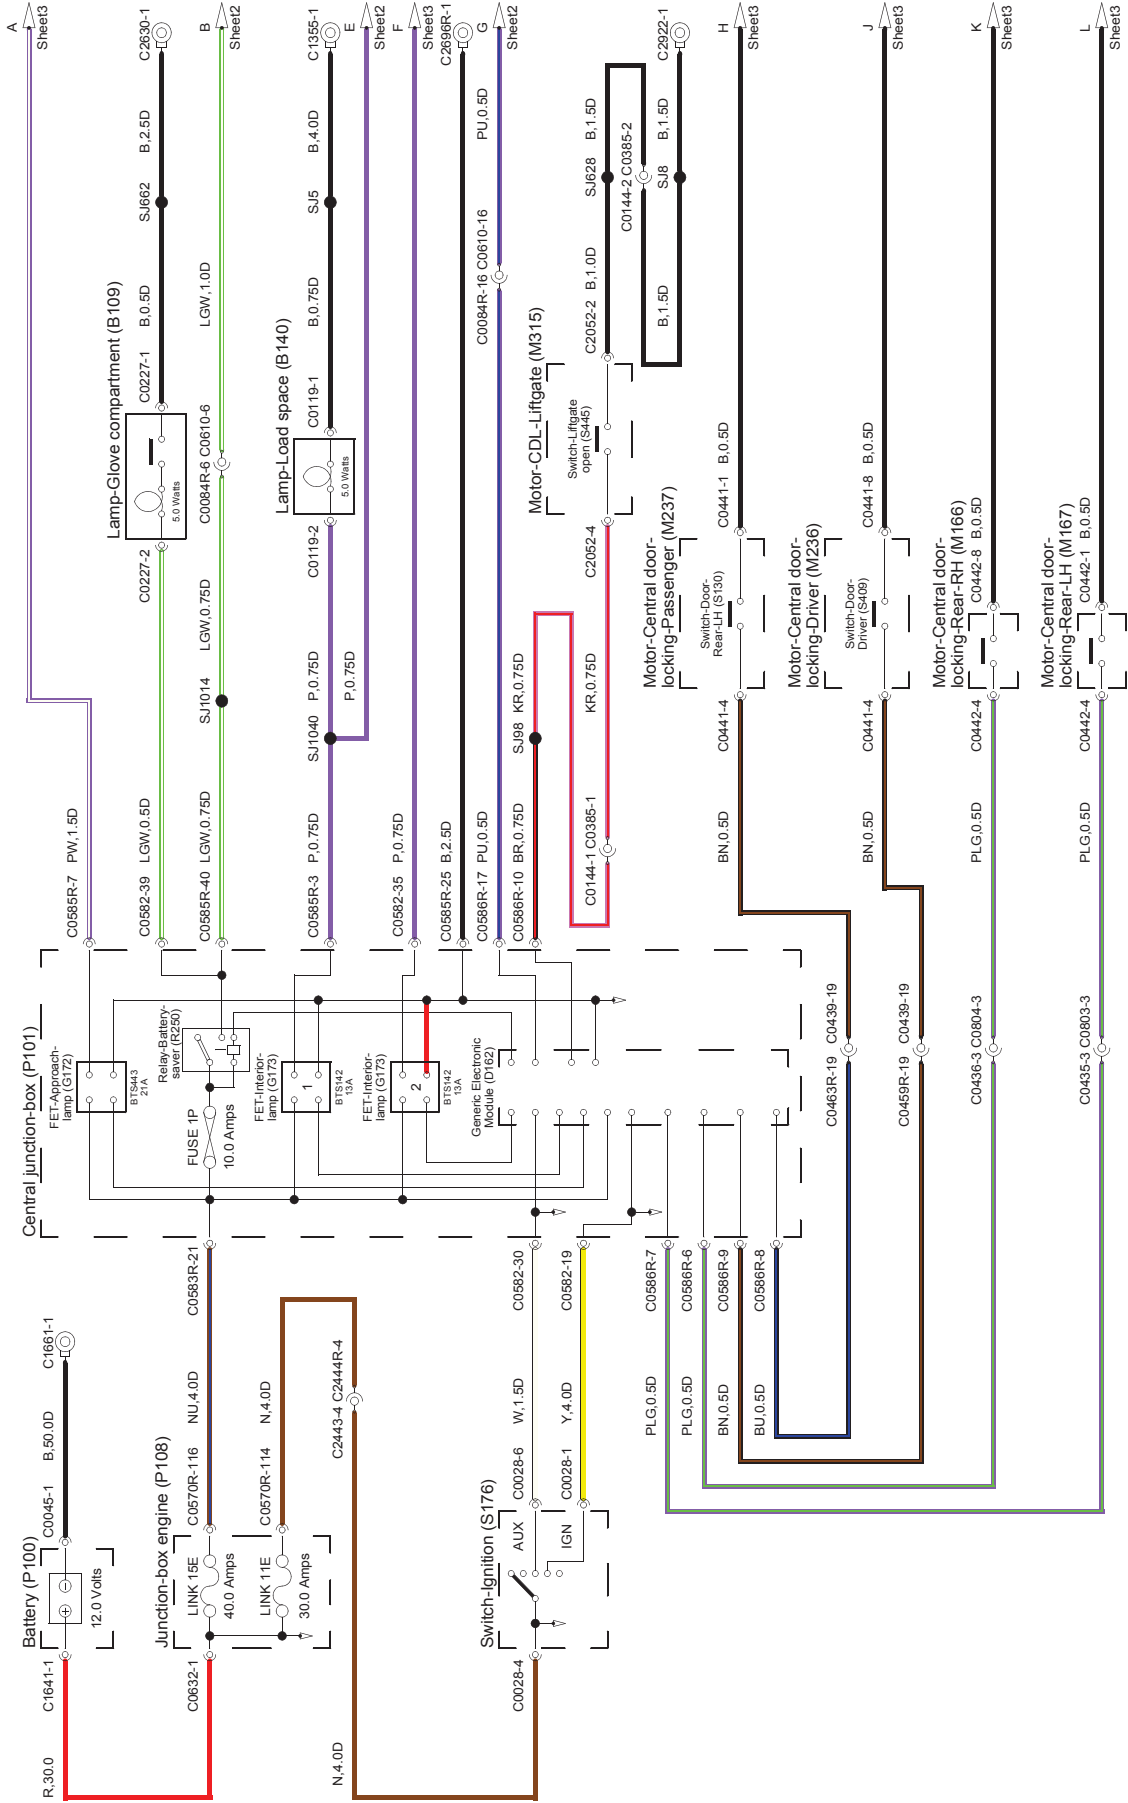 Battery (P100)
12.0 Volts
C1641-1
R,30.0
C0045-1
B,50.0D
C1661-1
Junction-box engine (P108)
LINK 15E
40.0 Amps
LINK 11E
30.0 Amps
C0632-1
C0570R-116
NU,4.0D
C0583R-21
C0570R-114
N,4.0D
C2443-4
C2444R-4
N,4.0D
Switch-Ignition (S176)
AUX
IGN
C0028-4
C0028-6
W,1.5D
C0582-30
C0028-1
Y,4.0D
C0582-19
Central junction-box (P101)
FET-Approach-
lamp (G172)
BTS443
21A
FUSE 1P
10.0 Amps
Relay-Battery-
saver (R250)
FET-Interior-
lamp (G173)
1
BTS142
13A
FET-Interior-
lamp (G173)
2
BTS142
13A
Generic Electronic
Module (D162)
PLG,0.5D
C0586R-7
PLG,0.5D
C0586R-6
BN,0.5D
C0586R-9
BU,0.5D
C0586R-8
C0585R-7
PW,1.5D
A
Sheet3
C0582-39
LGW,0.5D
C0227-2
Lamp-Glove compartment (B109)
5.0 Watts
C0227-1
B,0.5D
SJ662
B,2.5D
C2630-1
C0585R-40
LGW,0.75D
SJ1014
LGW,0.75D
C0084R-6
C0610-6
LGW,1.0D
B
Sheet2
C0585R-3
P,0.75D
SJ1040
P,0.75D
C0119-2
Lamp-Load space (B140)
5.0 Watts
C0119-1
B,0.75D
SJ5
B,4.0D
C1355-1
P,0.75D
E
Sheet2
C0582-35
P,0.75D
F
Sheet3
C0585R-25
B,2.5D
C2696R-1
C0586R-17
PU,0.5D
C0084R-16
C0610-16
PU,0.5D
G
Sheet2
C0586R-10
BR,0.75D
SJ98
KR,0.75D
C0144-1
C0385-1
KR,0.75D
C2052-4
Motor-CDL-Liftgate (M315)
Switch-Liftgate
open (S445)
C2052-2
B,1.0D
SJ628
B,1.5D
C0144-2
C0385-2
B,1.5D
SJ8
B,1.5D
C2922-1
Motor-Central door-
locking-Passenger (M237)
Switch-Door-
Rear-LH (S130)
C0463R-19
C0439-19
BN,0.5D
C0441-4
C0441-1
B,0.5D
H
Sheet3
Motor-Central door-
locking-Driver (M236)
Switch-Door-
Driver (S409)
C0459R-19
C0439-19
BN,0.5D
C0441-4
C0441-8
B,0.5D
J
Sheet3
Motor-Central door-
locking-Rear-RH (M166)
C0436-3
C0804-3
PLG,0.5D
C0442-4
C0442-8
B,0.5D
K
Sheet3
Motor-Central door-
locking-Rear-LH (M167)
C0435-3
C0803-3
PLG,0.5D
C0442-4
C0442-1
B,0.5D
L
Sheet3